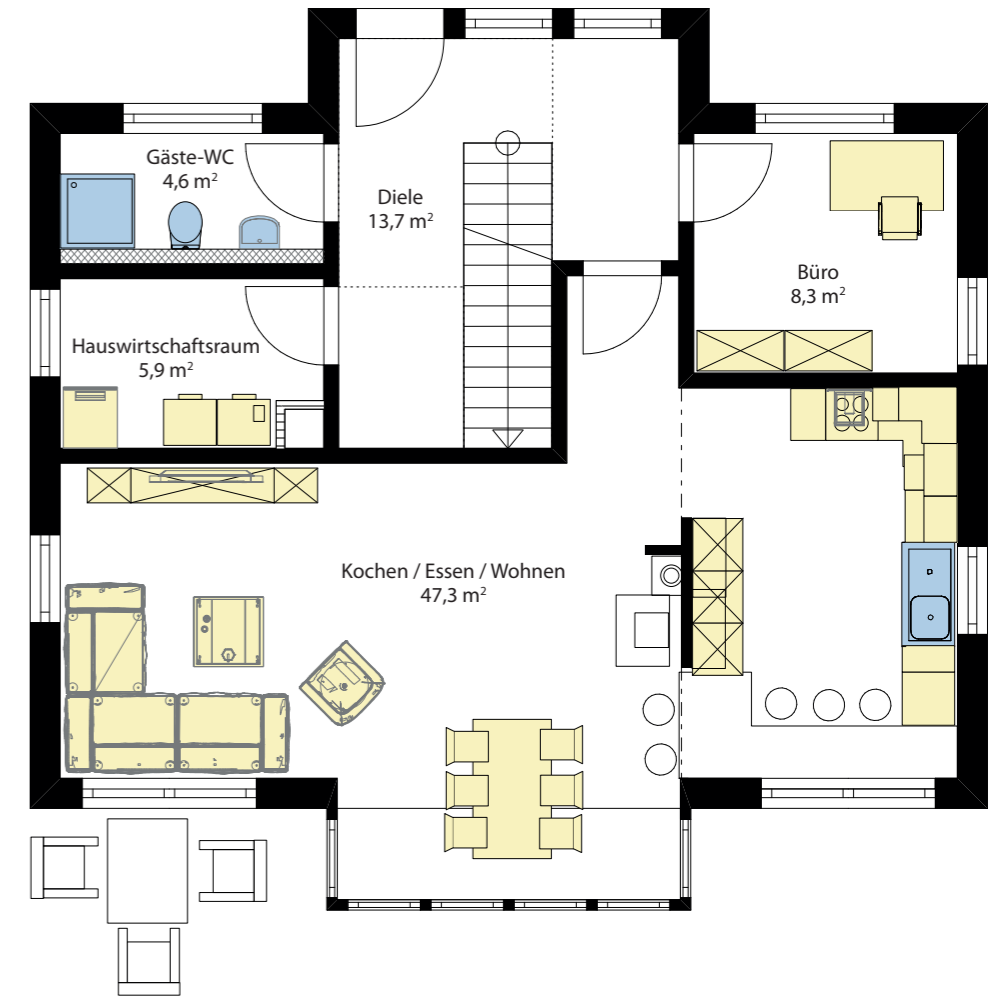 Gäste-WC
4,6 m²
Diele
13,7 m²
Büro
8,3 m²
Hauswirtschaftsraum
5,9 m²
Kochen / Essen / Wohnen
47,3 m²